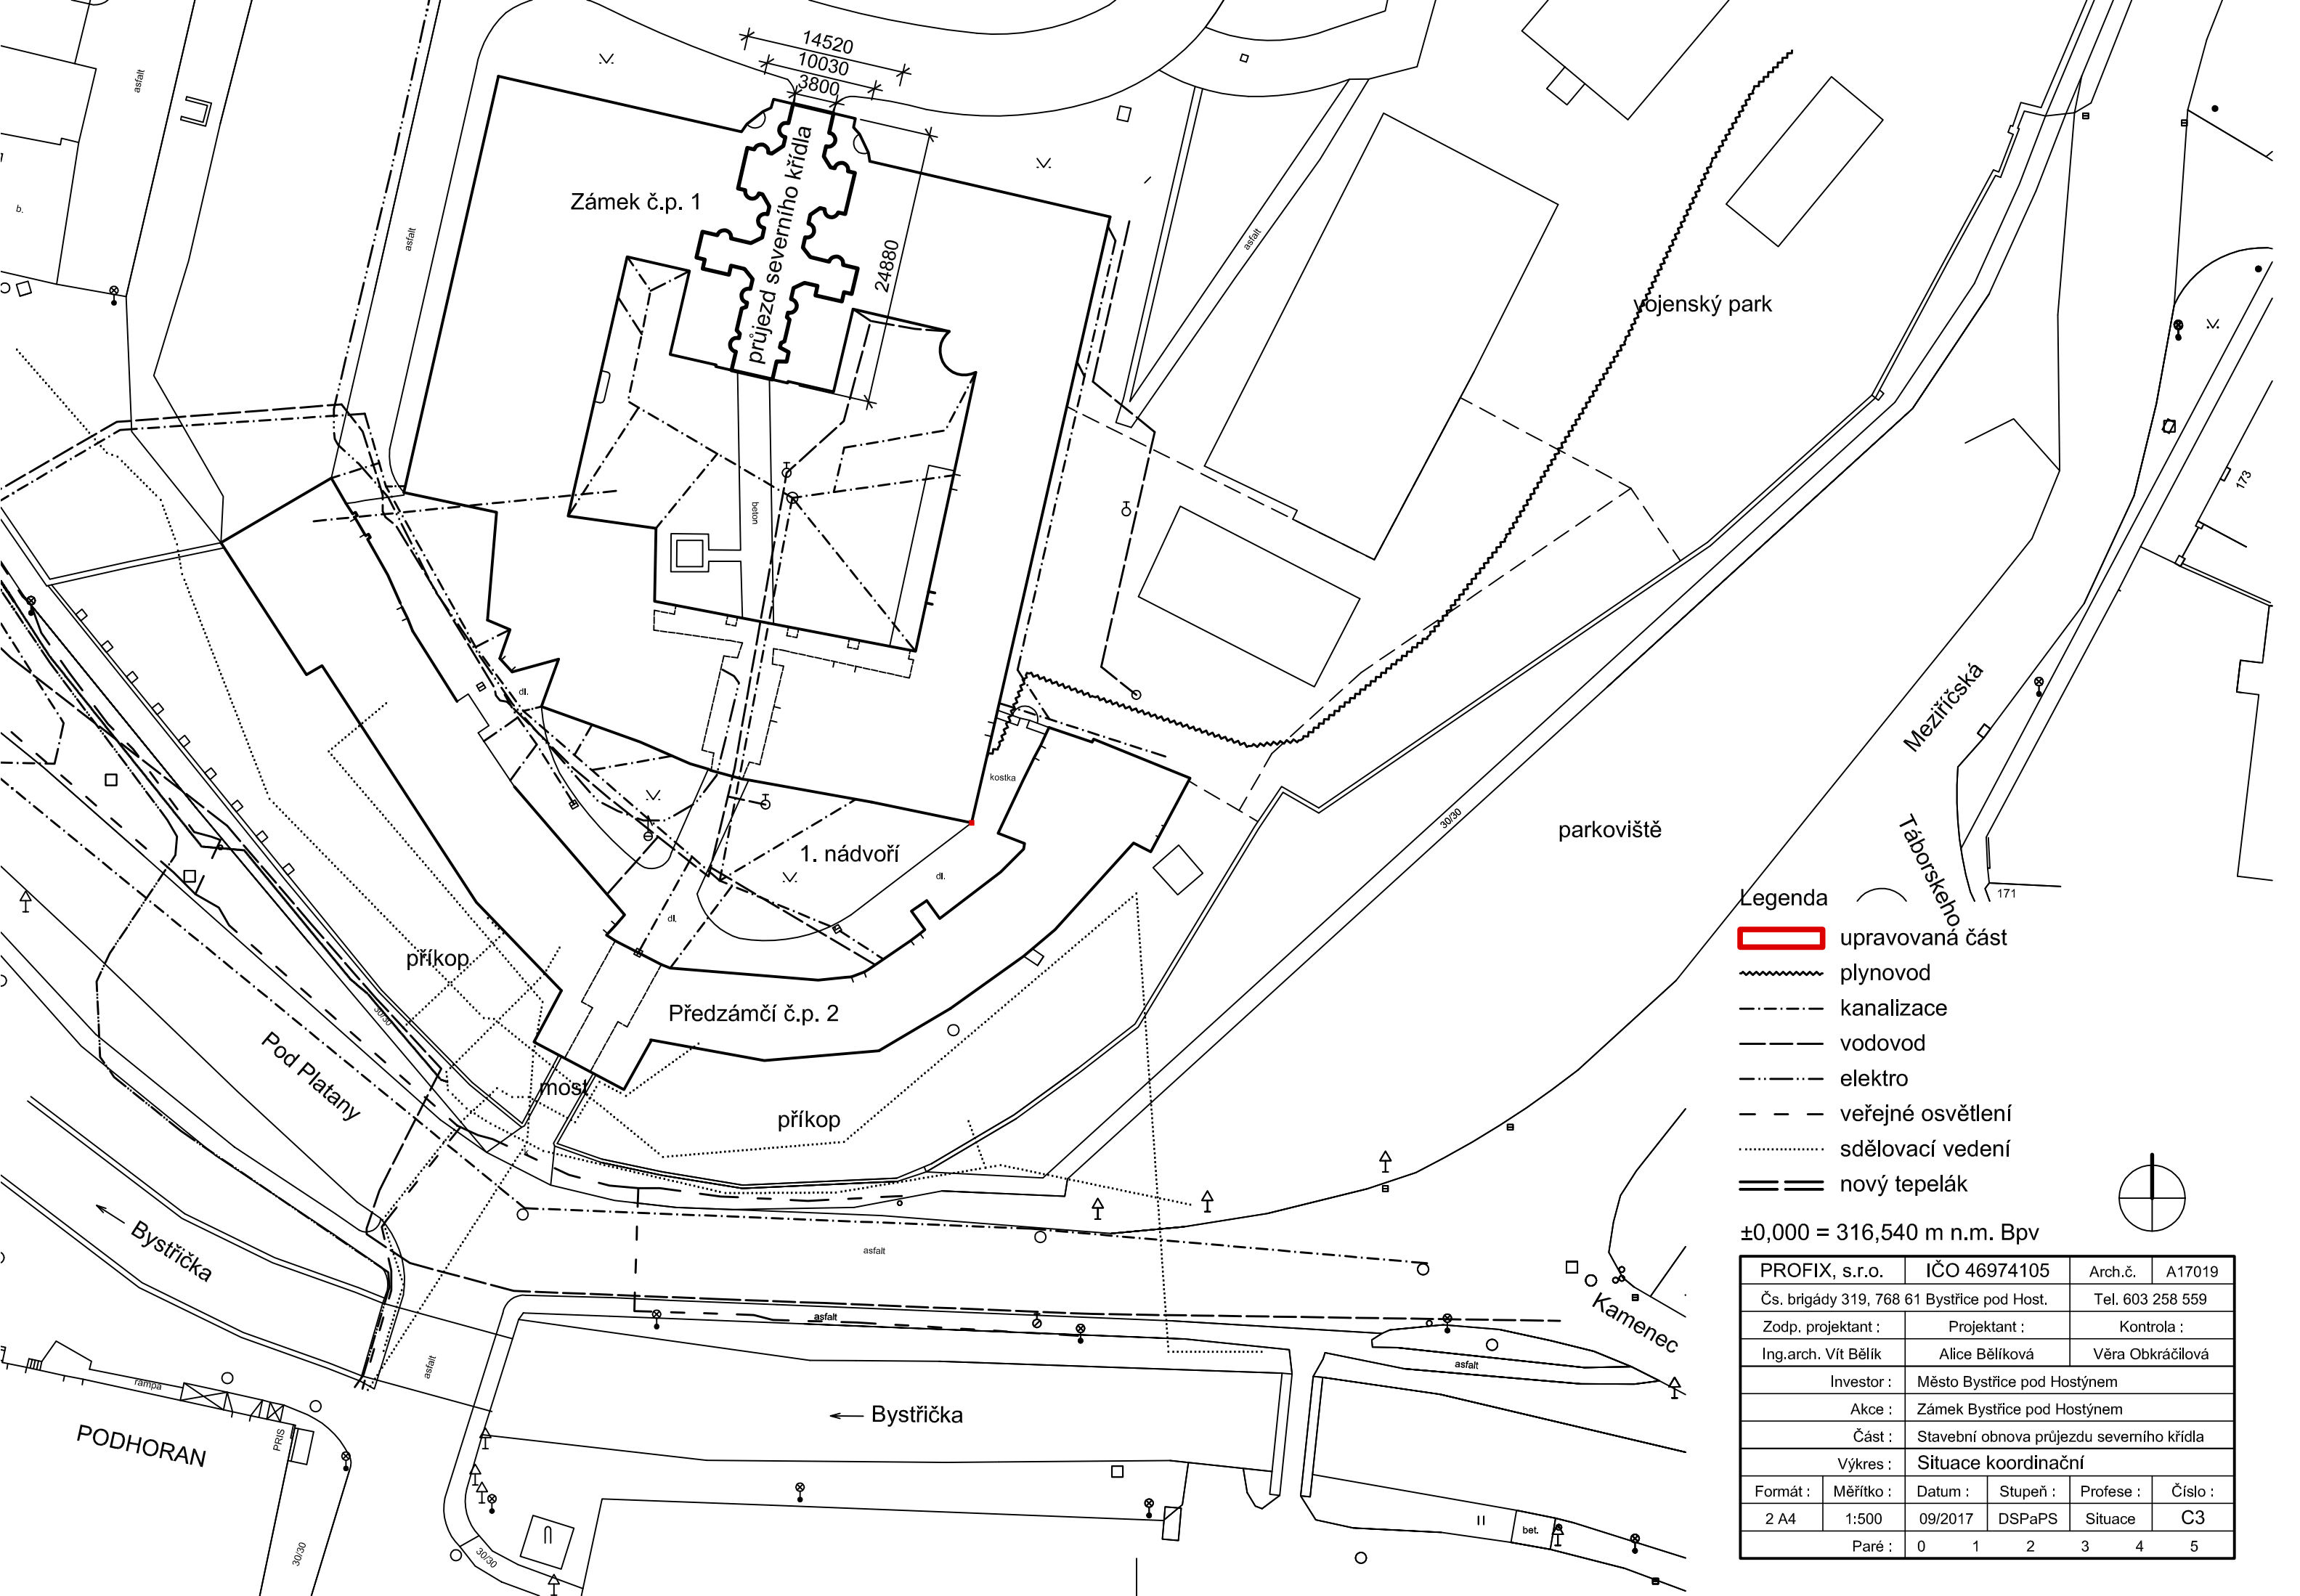 14520
10030
3800
asfalt
Zámek č.p. 1
průjezd severního křídla
24880
b.
asfalt
asfalt
vojenský park
173
beton
dl.
kostka
Meziříčská
Táborskeho
171
30/30
parkoviště
1. nádvoří
dl.
dl.
příkop
30/30
Předzámčí č.p. 2
Pod Platany
most
příkop
Bystřička
asfalt
asfalt
asfalt
Kamenec
asfalt
rampa
PRIS
PODHORAN
Bystřička
30/30
30/30
bet.
Legenda
upravovaná část
plynovod
kanalizace
vodovod
elektro
veřejné osvětlení
sdělovací vedení
nový tepelák
±0,000 = 316,540 m n.m. Bpv
PROFIX, s.r.o. IČO 46974105 Arch.č. A17019
Čs. brigády 319, 768 61 Bystřice pod Host. Tel. 603 258 559
Zodp. projektant : Projektant : Kontrola :
Ing.arch. Vít Bělík Alice Bělíková Věra Obkráčilová
Investor : Město Bystřice pod Hostýnem
Akce : Zámek Bystřice pod Hostýnem
Část : Stavební obnova průjezdu severního křídla
Výkres : Situace koordinační
Formát : Měřítko : Datum : Stupeň : Profese : Číslo :
2 A4 1:500 09/2017 DSPaPS Situace C3
Paré : 0 1 2 3 4 5